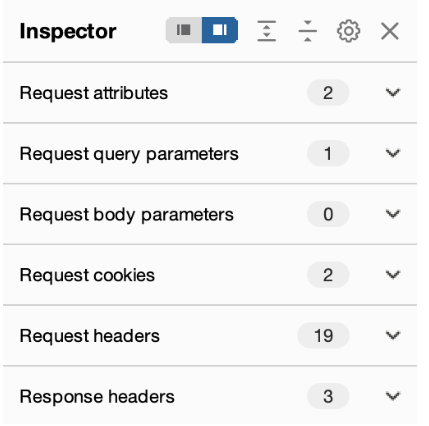 Inspector
Request attributes 2
Request query parameters 1
Request body parameters 0
Request cookies 2
Request headers 19
Response headers 3